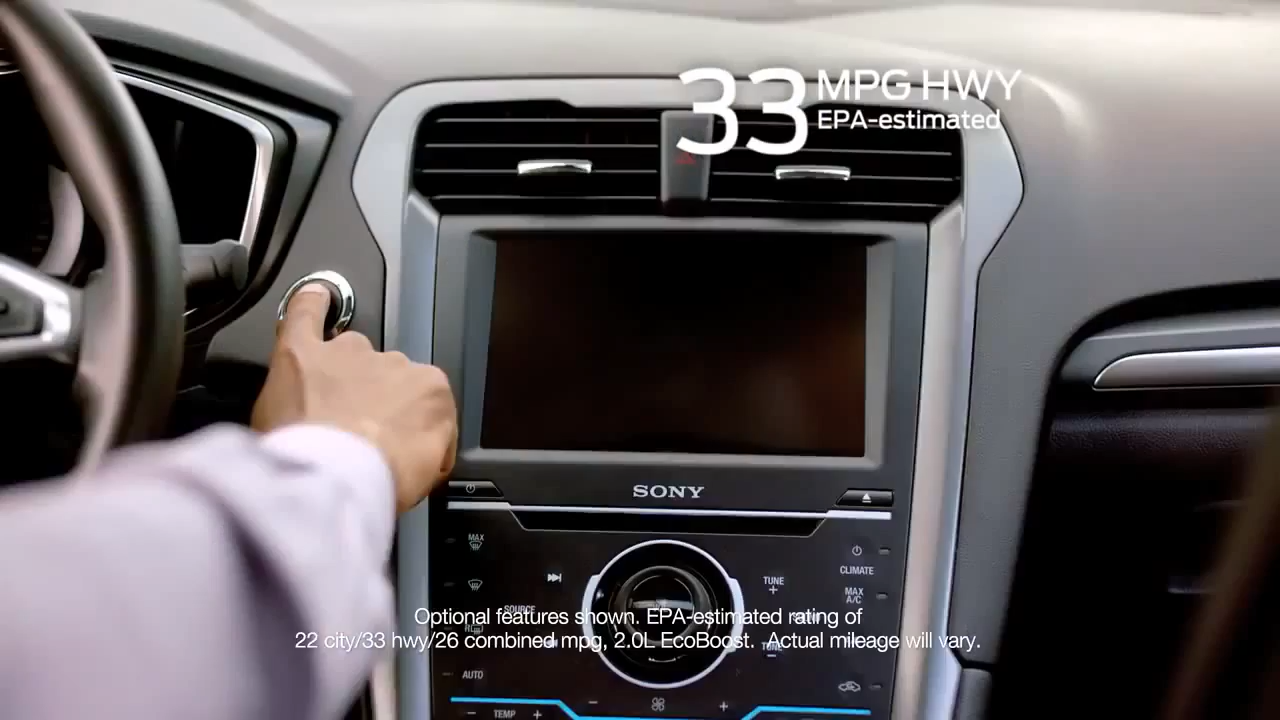 33 MPG HWY
EPA-estimated
SONY
MAX
CLIMATE
TUNE
+
MAX
A/C
SOURCE
Optional features shown. EPA-estimated rating of
22 city/33 hwy/26 combined mpg, 2.0L EcoBoost. Actual mileage will vary.
TUNE
AUTO
− TEMP +
− +